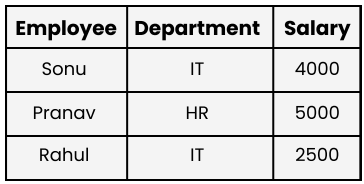 Employee Department Salary
Sonu IT 4000
Pranav HR 5000
Rahul IT 2500